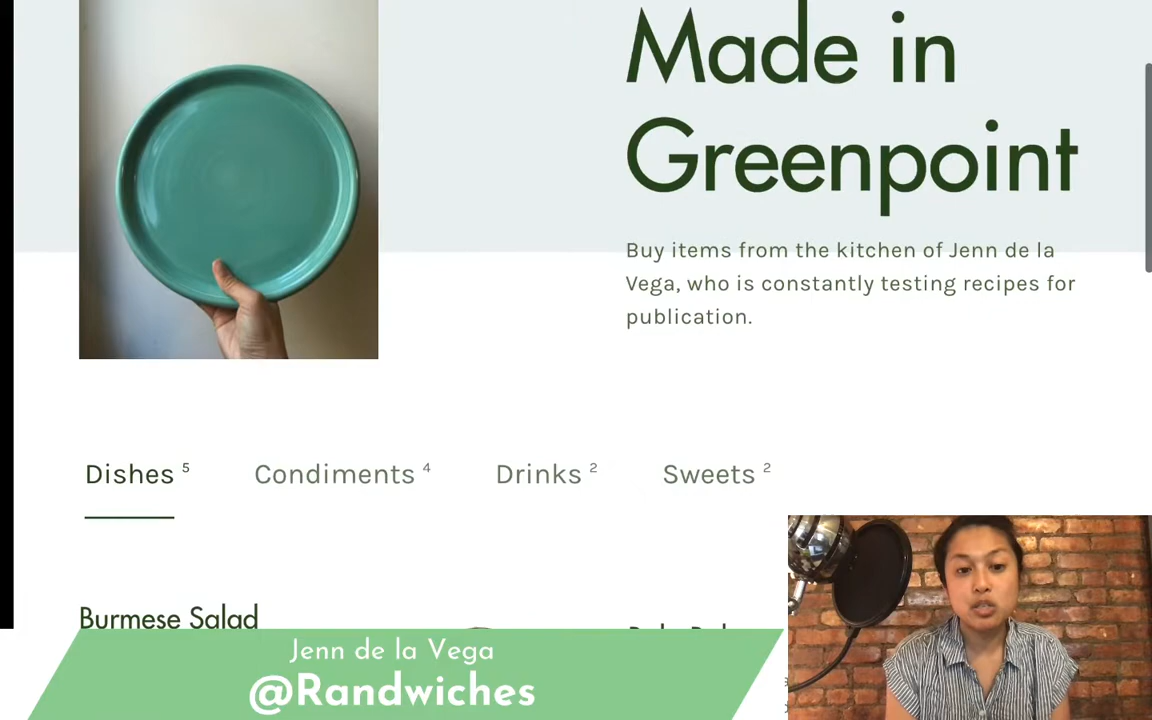 Made in
Greenpoint
Buy items from the kitchen of Jenn de la
Vega, who is constantly testing recipes for
publication.
Dishes 5
Condiments 4
Drinks 2
Sweets 2
Burmese Salad
Jenn de la Vega
@Randwiches